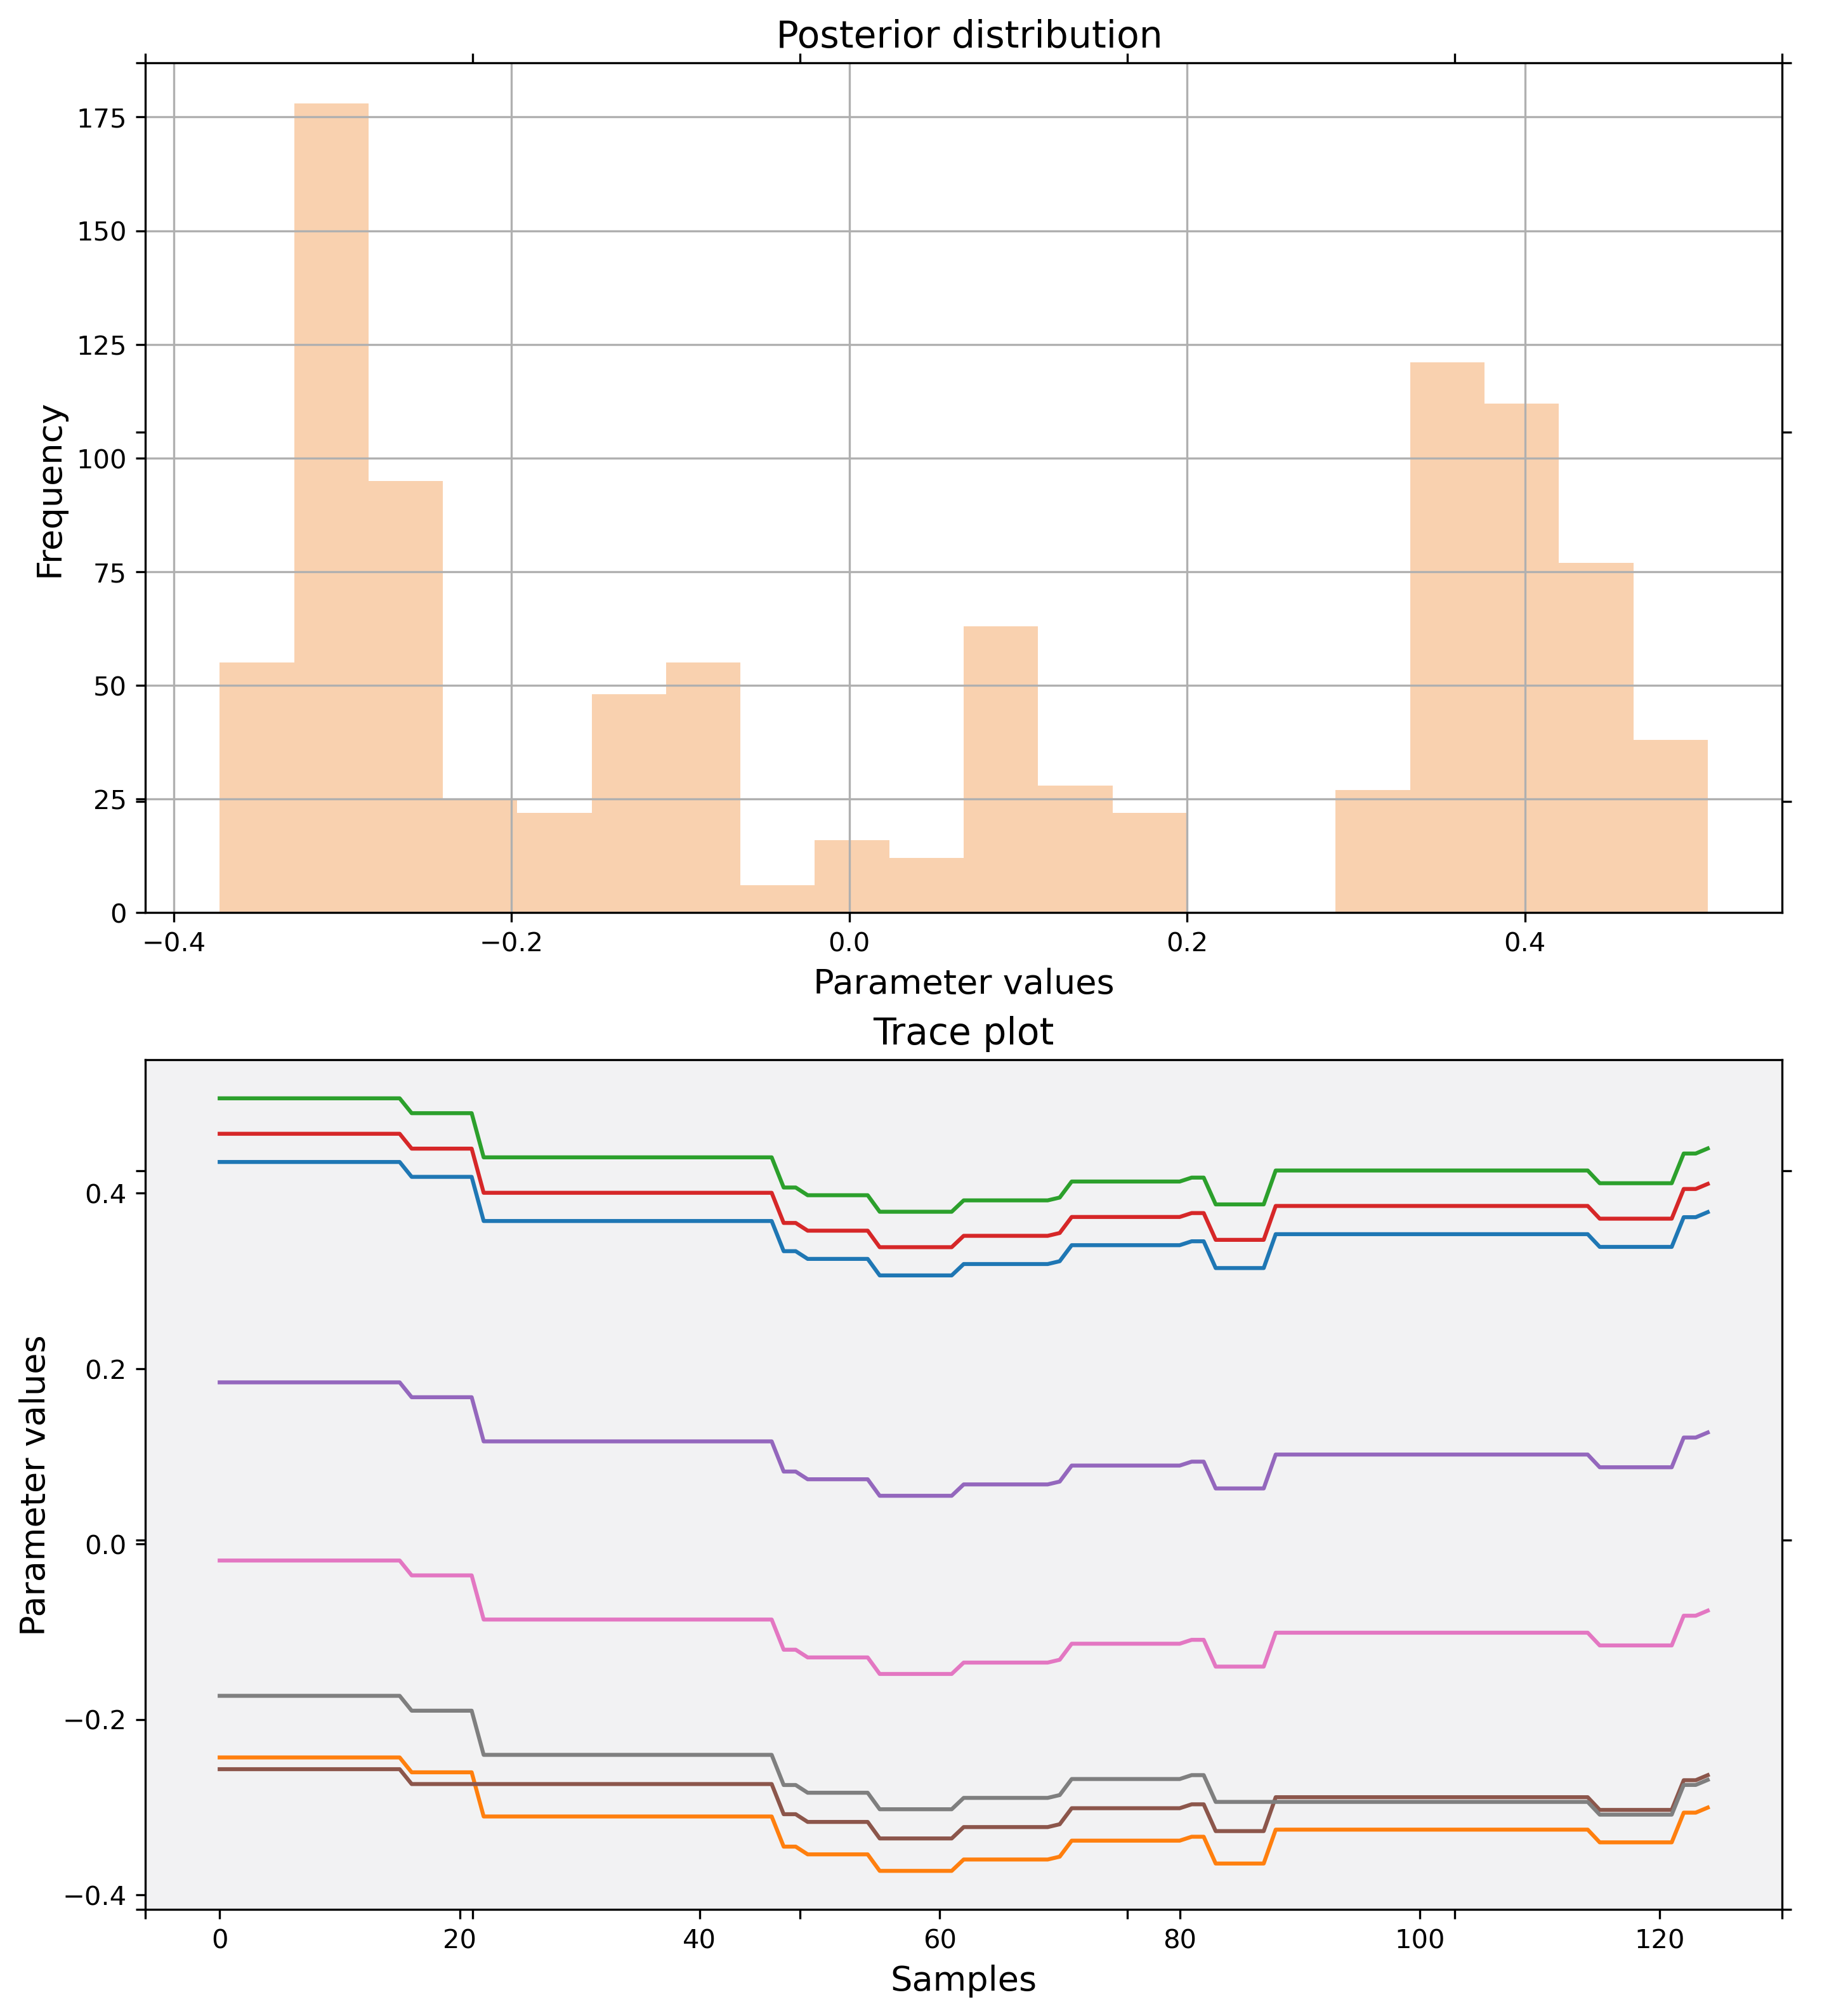 Posterior distribution
175
150
125
100
75
50
25
0
Frequency
−0.4 −0.2 0.0 0.2 0.4
Parameter values
Trace plot
0.4
0.2
0.0
−0.2
−0.4
Parameter values
0 20 40 60 80 100 120
Samples